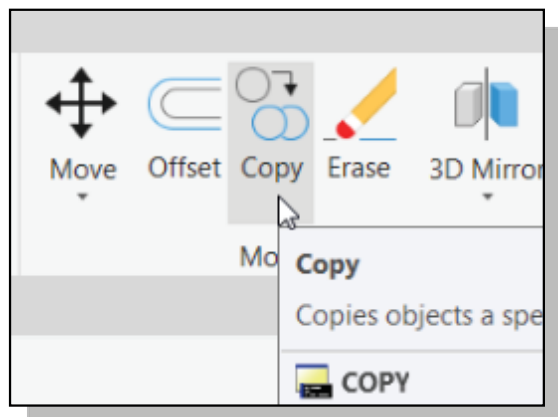 Move Offset Copy Erase 3D Mirror
Mo
Copy
Copies objects a spe
COPY